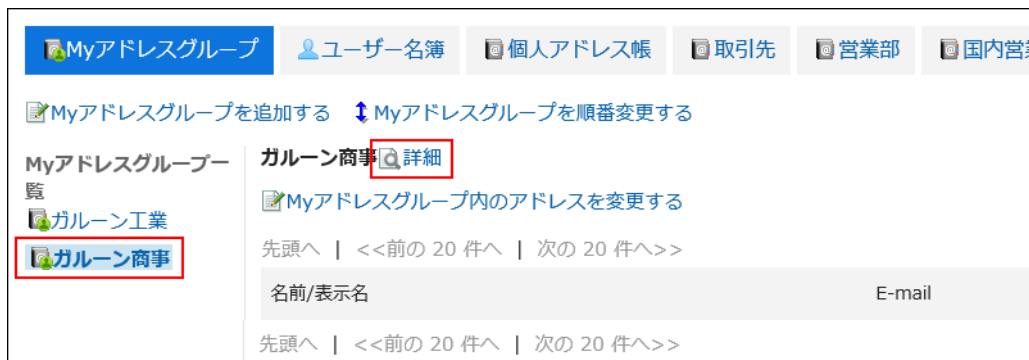 Myアドレスグループ ユーザー名簿 個人アドレス帳 取引先 営業部 国内営業
Myアドレスグループを追加する Myアドレスグループを順番変更する
Myアドレスグループ一
覧
ガルーン工業
ガルーン商事
ガルーン商事 詳細
Myアドレスグループ内のアドレスを変更する
先頭へ | <<前の 20 件へ | 次の 20 件へ>>
名前/表示名 E-mail
先頭へ | <<前の 20 件へ | 次の 20 件へ>>